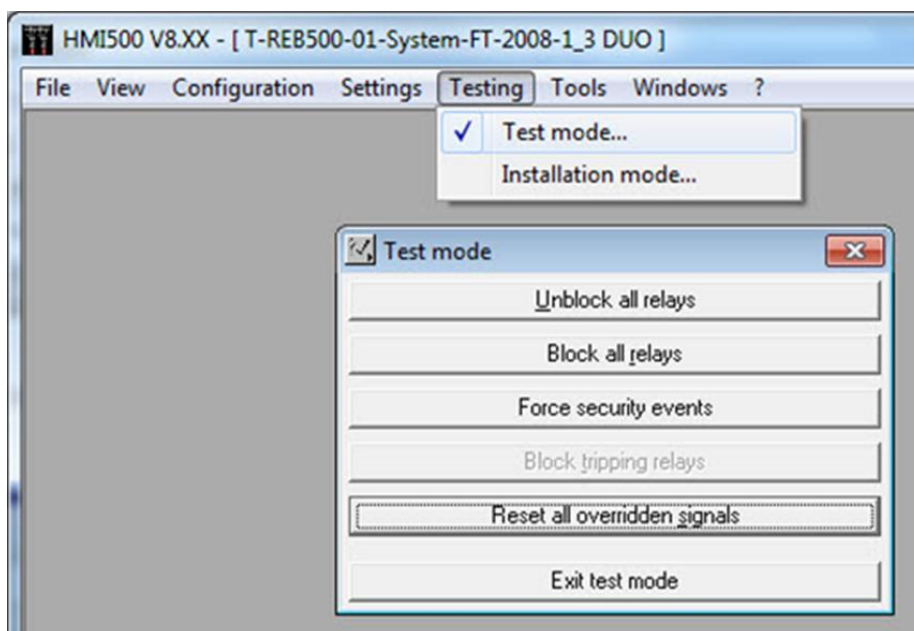 HMI500 V8.XX - [ T-REB500-01-System-FT-2008-1_3 DUO ]
File View Configuration Settings Testing Tools Windows ?
Test mode...
Installation mode...
Test mode
Unblock all relays
Block all relays
Force security events
Block tripping relays
Reset all overridden signals
Exit test mode